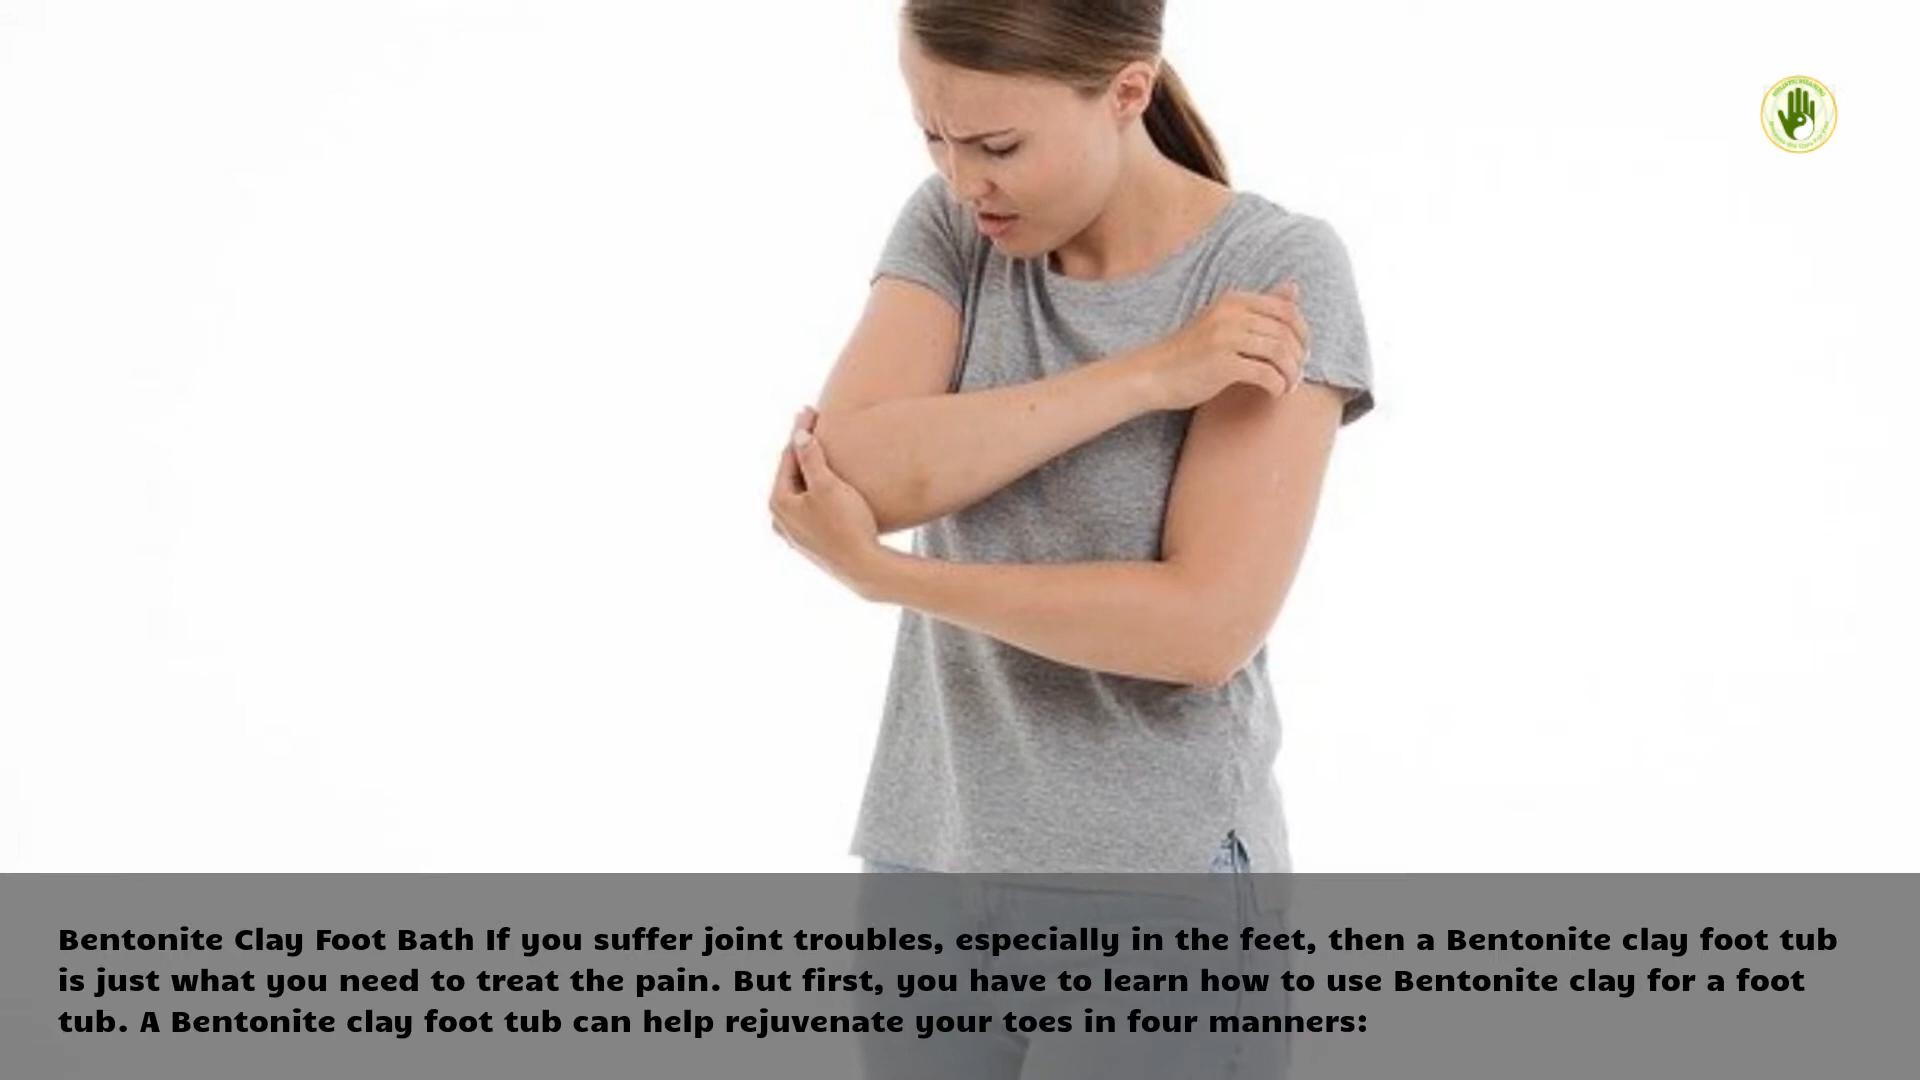 Bentonite Clay Foot Bath If you suffer joint troubles, especially in the feet, then a Bentonite clay foot tub
is just what you need to treat the pain. But first, you have to learn how to use Bentonite clay for a foot
tub. A Bentonite clay foot tub can help rejuvenate your toes in four manners: